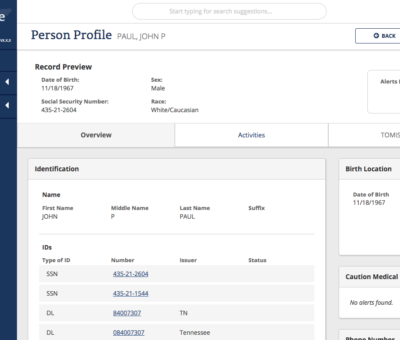 e
Start typing for search suggestions...
Person Profile PAUL, JOHN P
BACK
Record Preview
Date of Birth: Sex:
11/18/1967 Male
Alerts
Social Security Number: Race:
435-21-2604 White/Caucasian
Overview Activities TOMIS
Identification Birth Location
Name Date of Birth
First Name Middle Name Last Name Suffix 11/18/1967
JOHN P PAUL
IDs
Type of ID Number Issuer Status
SSN 435-21-2604
Caution Medical
SSN 435-21-1544
No alerts found.
DL 84007307 TN
DL 084007307 Tennessee
Phone Number